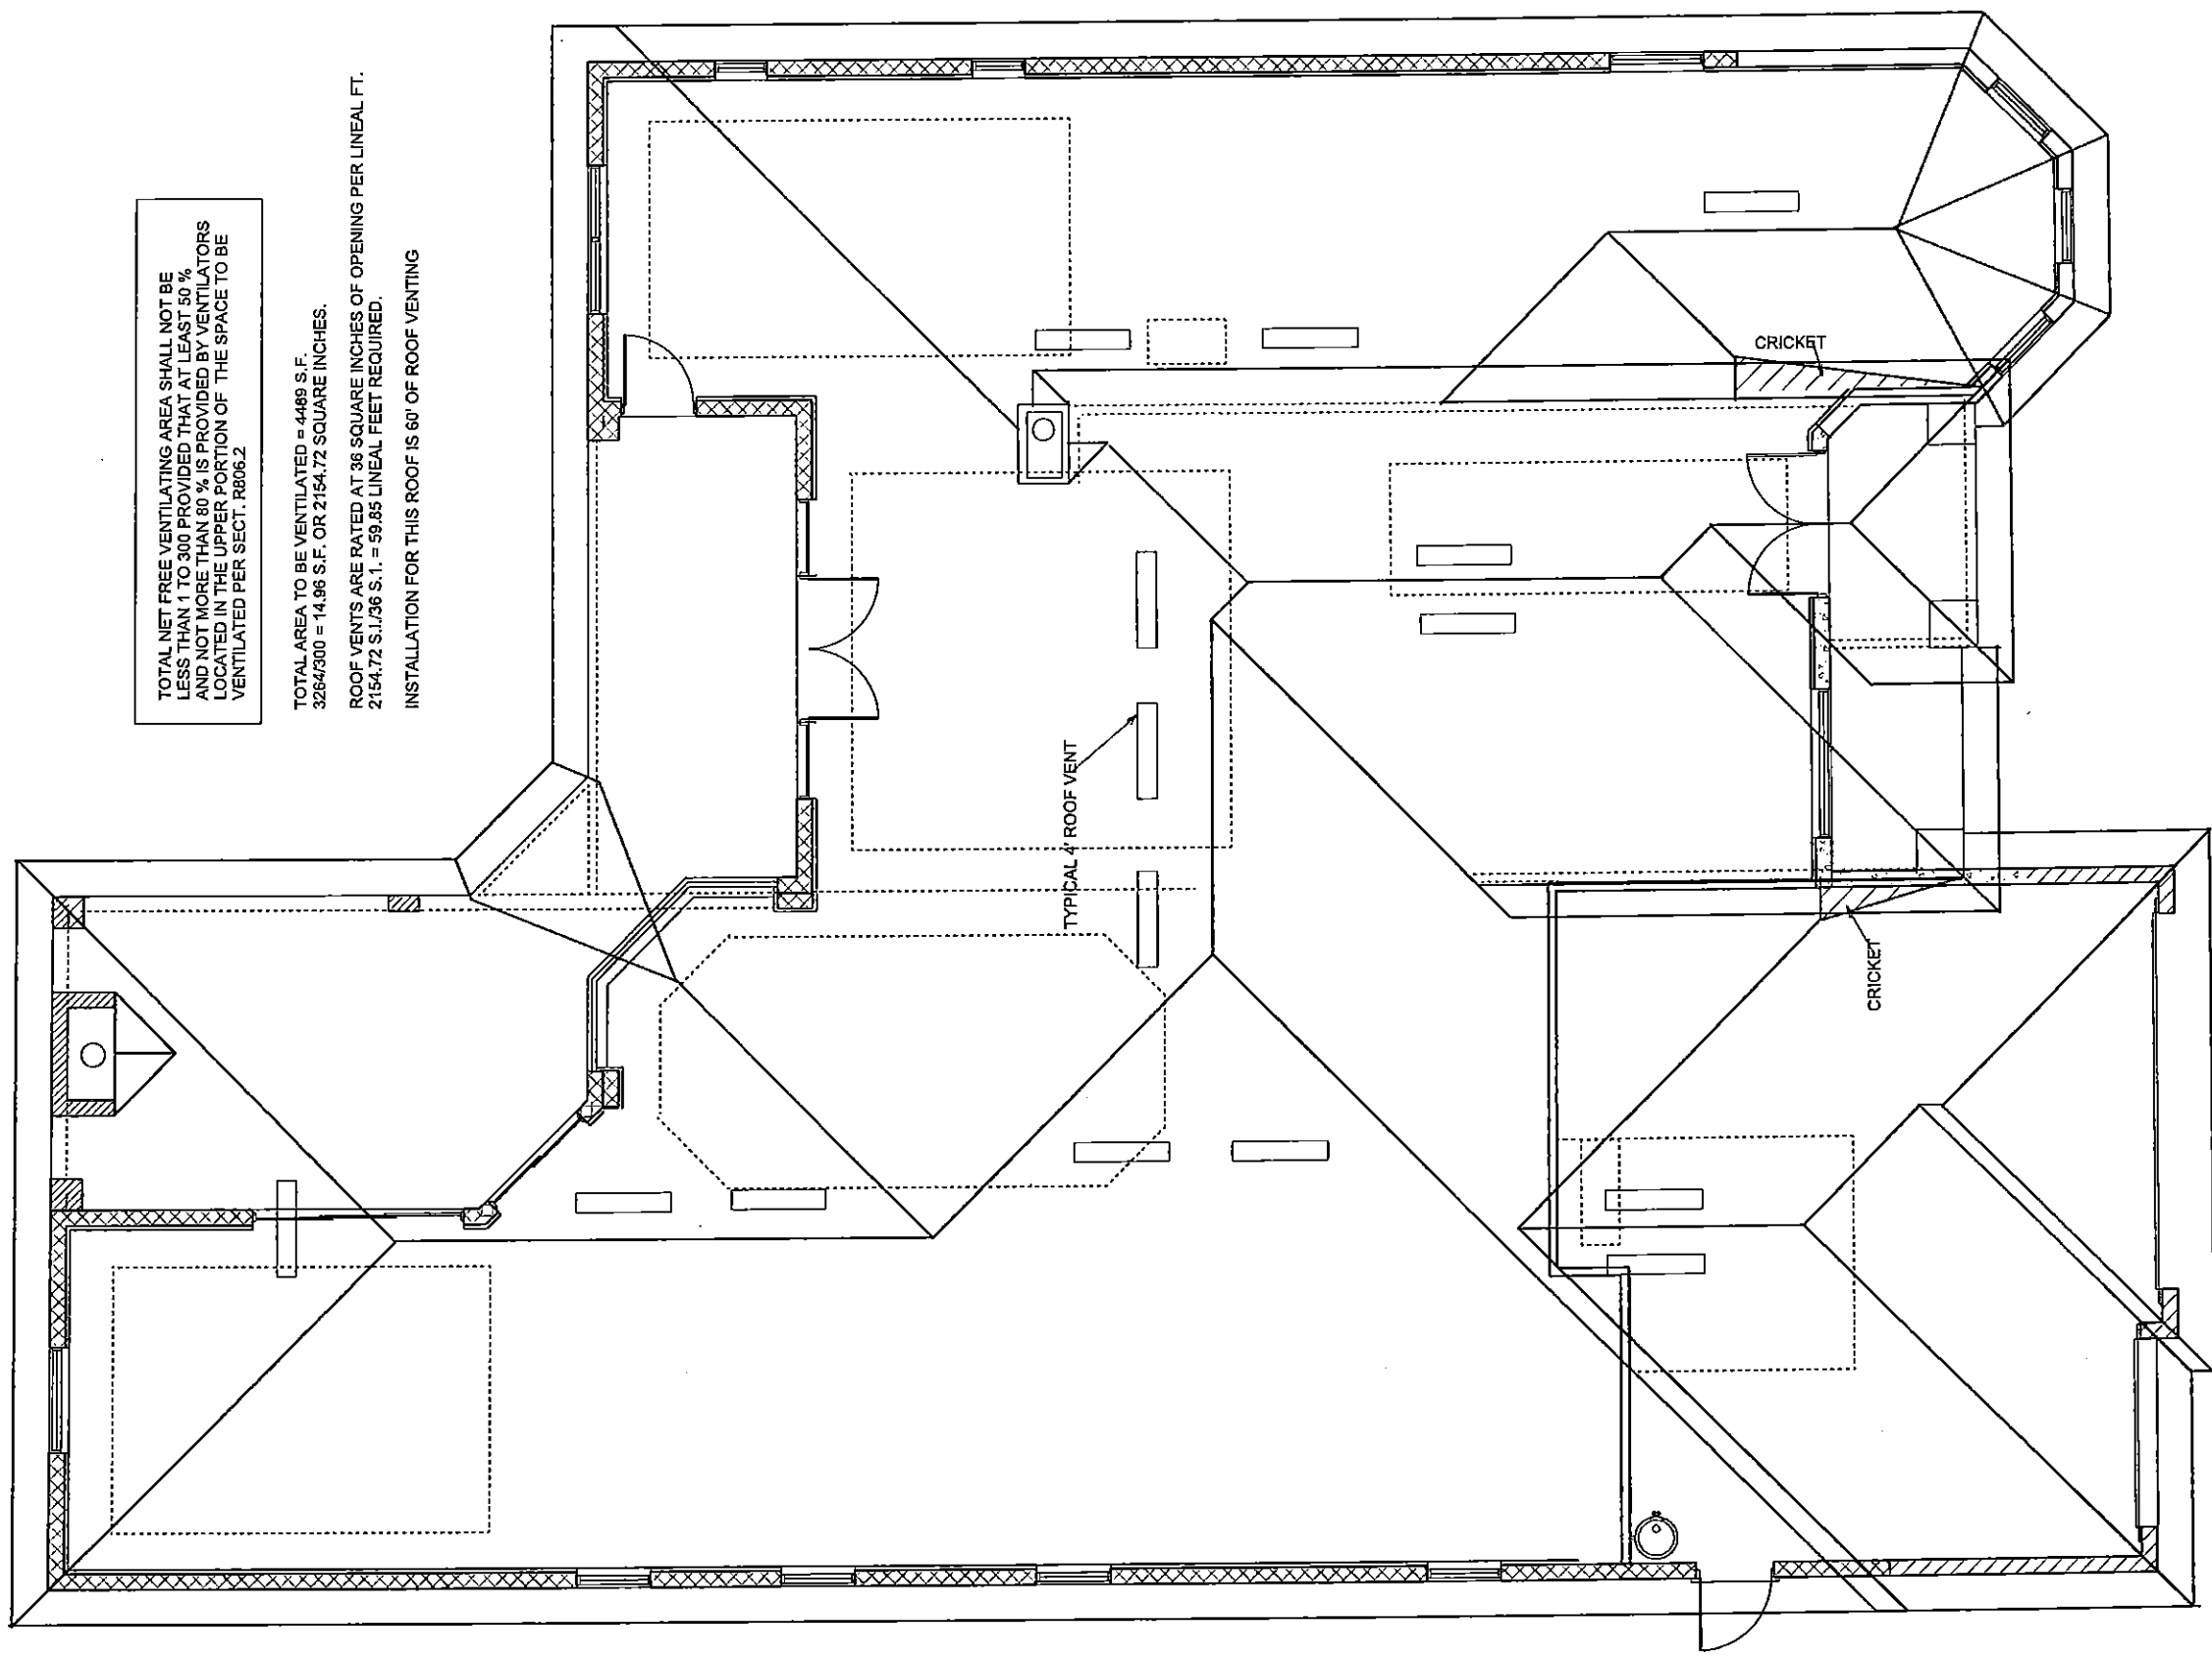 TOTAL NET FREE VENTILATING AREA SHALL NOT BE
LESS THAN 1 TO 300 PROVIDED THAT AT LEAST 50 %
AND NOT MORE THAN 80 % IS PROVIDED BY VENTILATORS
LOCATED IN THE UPPER PORTION OF THE SPACE TO BE
VENTILATED PER SECT. R806.2
TOTAL AREA TO BE VENTILATED = 4489 S.F.
3264/300 = 14.96 S.F. OR 2154.72 SQUARE INCHES.
ROOF VENTS ARE RATED AT 36 SQUARE INCHES OF OPENING PER LINEAL FT.
2154.72 S.I./36 S.1. = 59.85 LINEAL FEET REQUIRED.
INSTALLATION FOR THIS ROOF IS 60' OF ROOF VENTING
TYPICAL 4' ROOF VENT
CRICKET
CRICKET